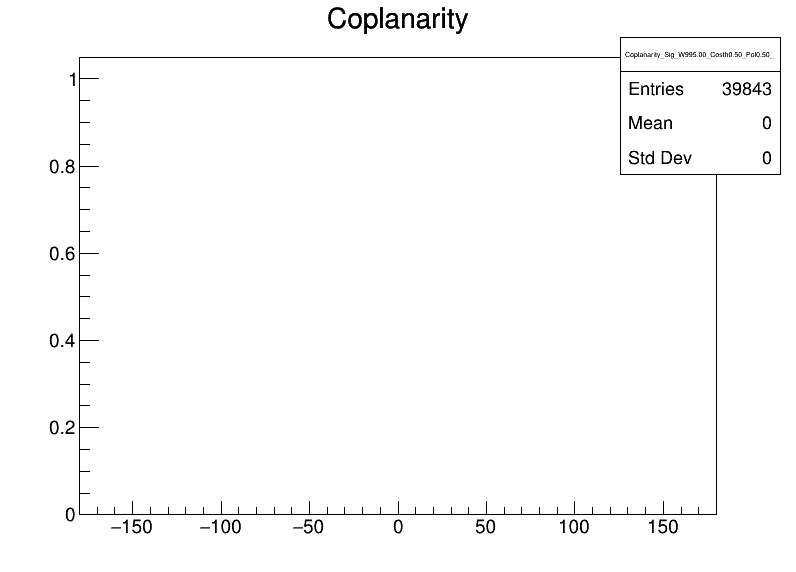 Coplanarity
Coplanarity_Sig_W995.00_Costh0.50_Pol0.50_
Entries 39843
Mean 0
Std Dev 0
1
0.8
0.6
0.4
0.2
0
−150 −100 −50 0 50 100 150